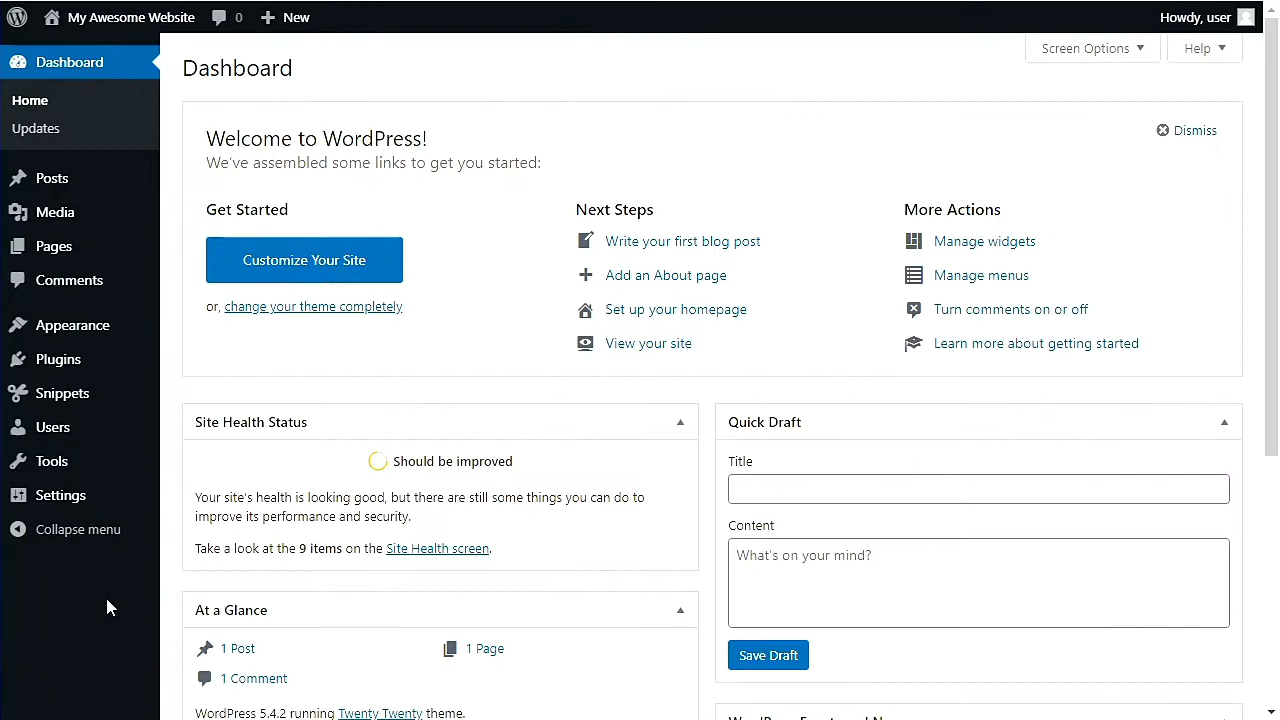 My Awesome Website 0 New Howdy, user
Dashboard
Home
Updates
Posts
Media
Pages
Comments
Appearance
Plugins
Snippets
Users
Tools
Settings
Collapse menu
Screen Options Help
Dashboard
Welcome to WordPress!
We've assembled some links to get you started:
Dismiss
Get Started
Customize Your Site
or, change your theme completely
Next Steps
Write your first blog post
Add an About page
Set up your homepage
View your site
More Actions
Manage widgets
Manage menus
Turn comments on or off
Learn more about getting started
Site Health Status
Should be improved
Your site's health is looking good, but there are still some things you can do to
improve its performance and security.
Take a look at the 9 items on the Site Health screen.
At a Glance
1 Post 1 Page
1 Comment
WordPress 5.4.2 running Twenty Twenty theme.
Quick Draft
Title
Content
What's on your mind?
Save Draft